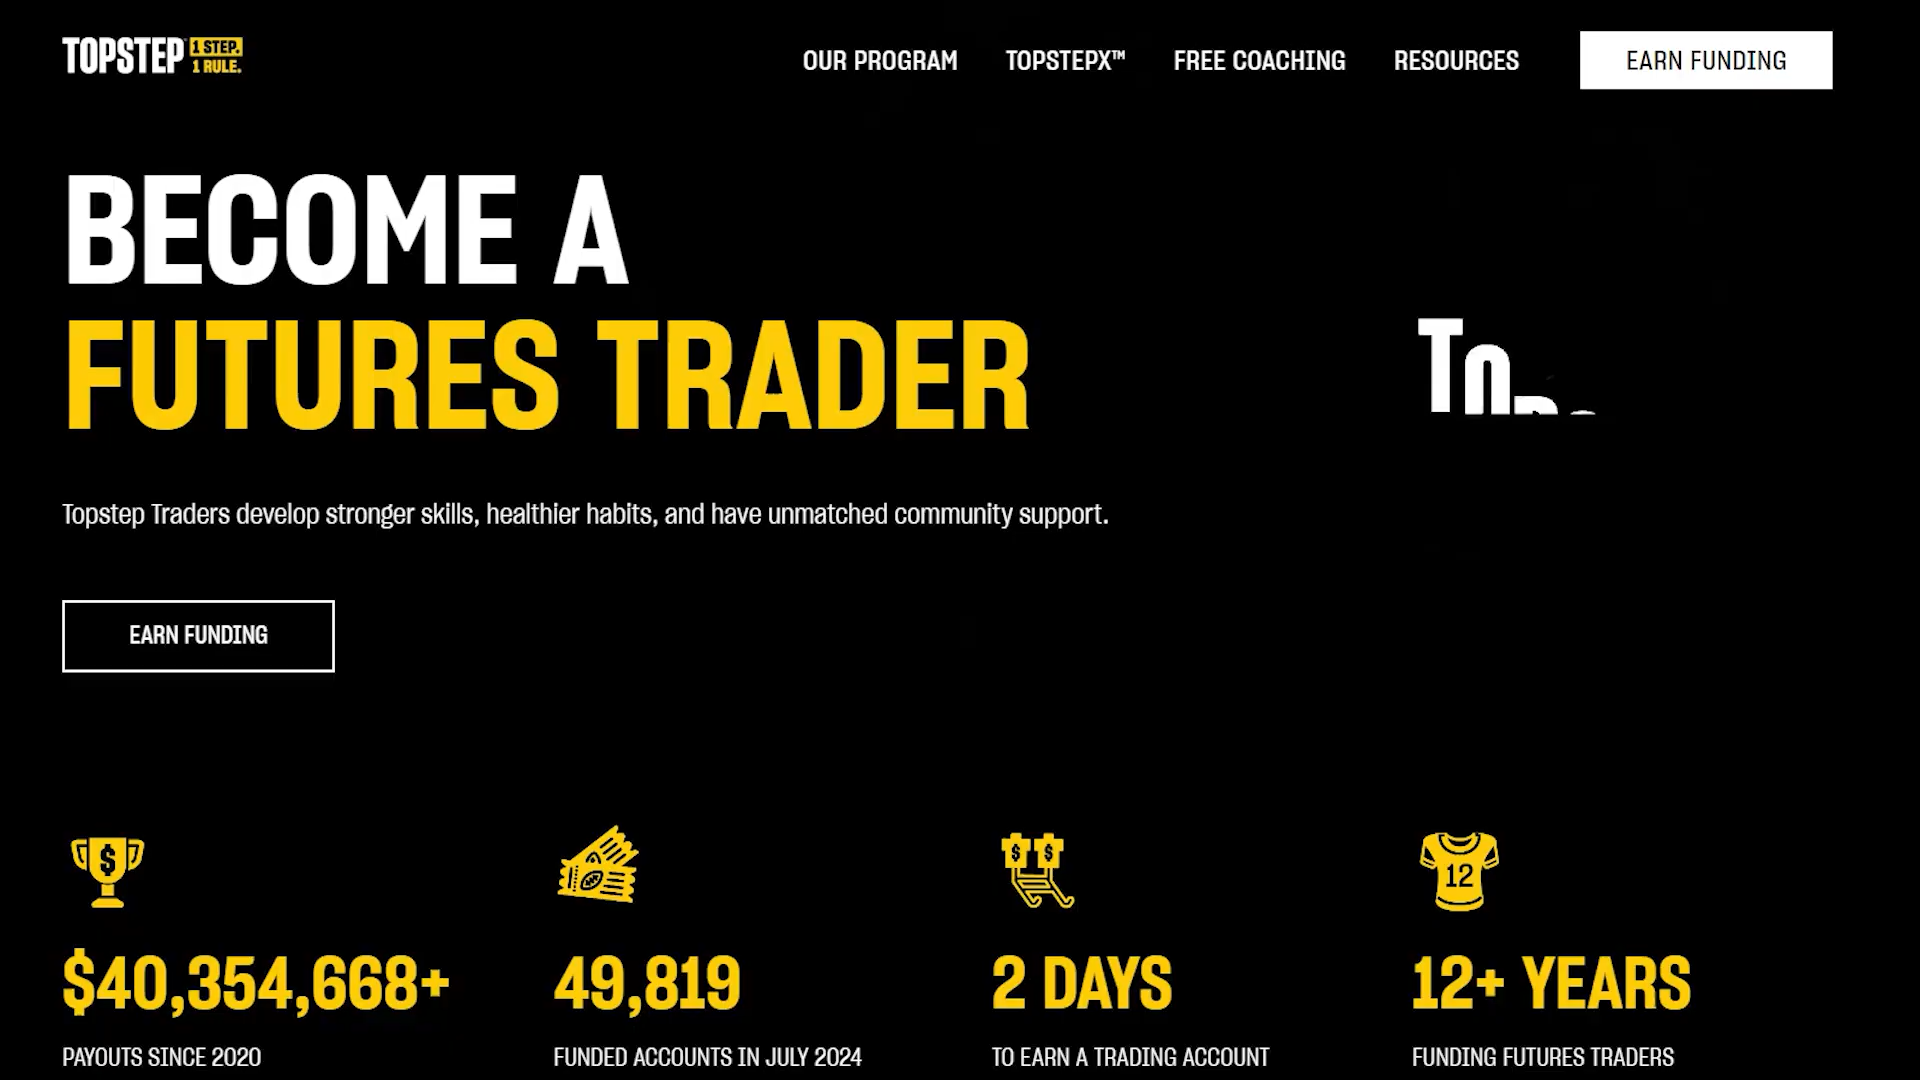 TOPSTEP 1 STEP.
1 RULE.
OUR PROGRAM TOPSTEPX™ FREE COACHING RESOURCES EARN FUNDING
BECOME A
FUTURES TRADER
Topstep Traders develop stronger skills, healthier habits, and have unmatched community support.
EARN FUNDING
$ $ $ 12
$40,354,668+ 49,819 2 DAYS 12+ YEARS
PAYOUTS SINCE 2020 FUNDED ACCOUNTS IN JULY 2024 TO EARN A TRADING ACCOUNT FUNDING FUTURES TRADERS